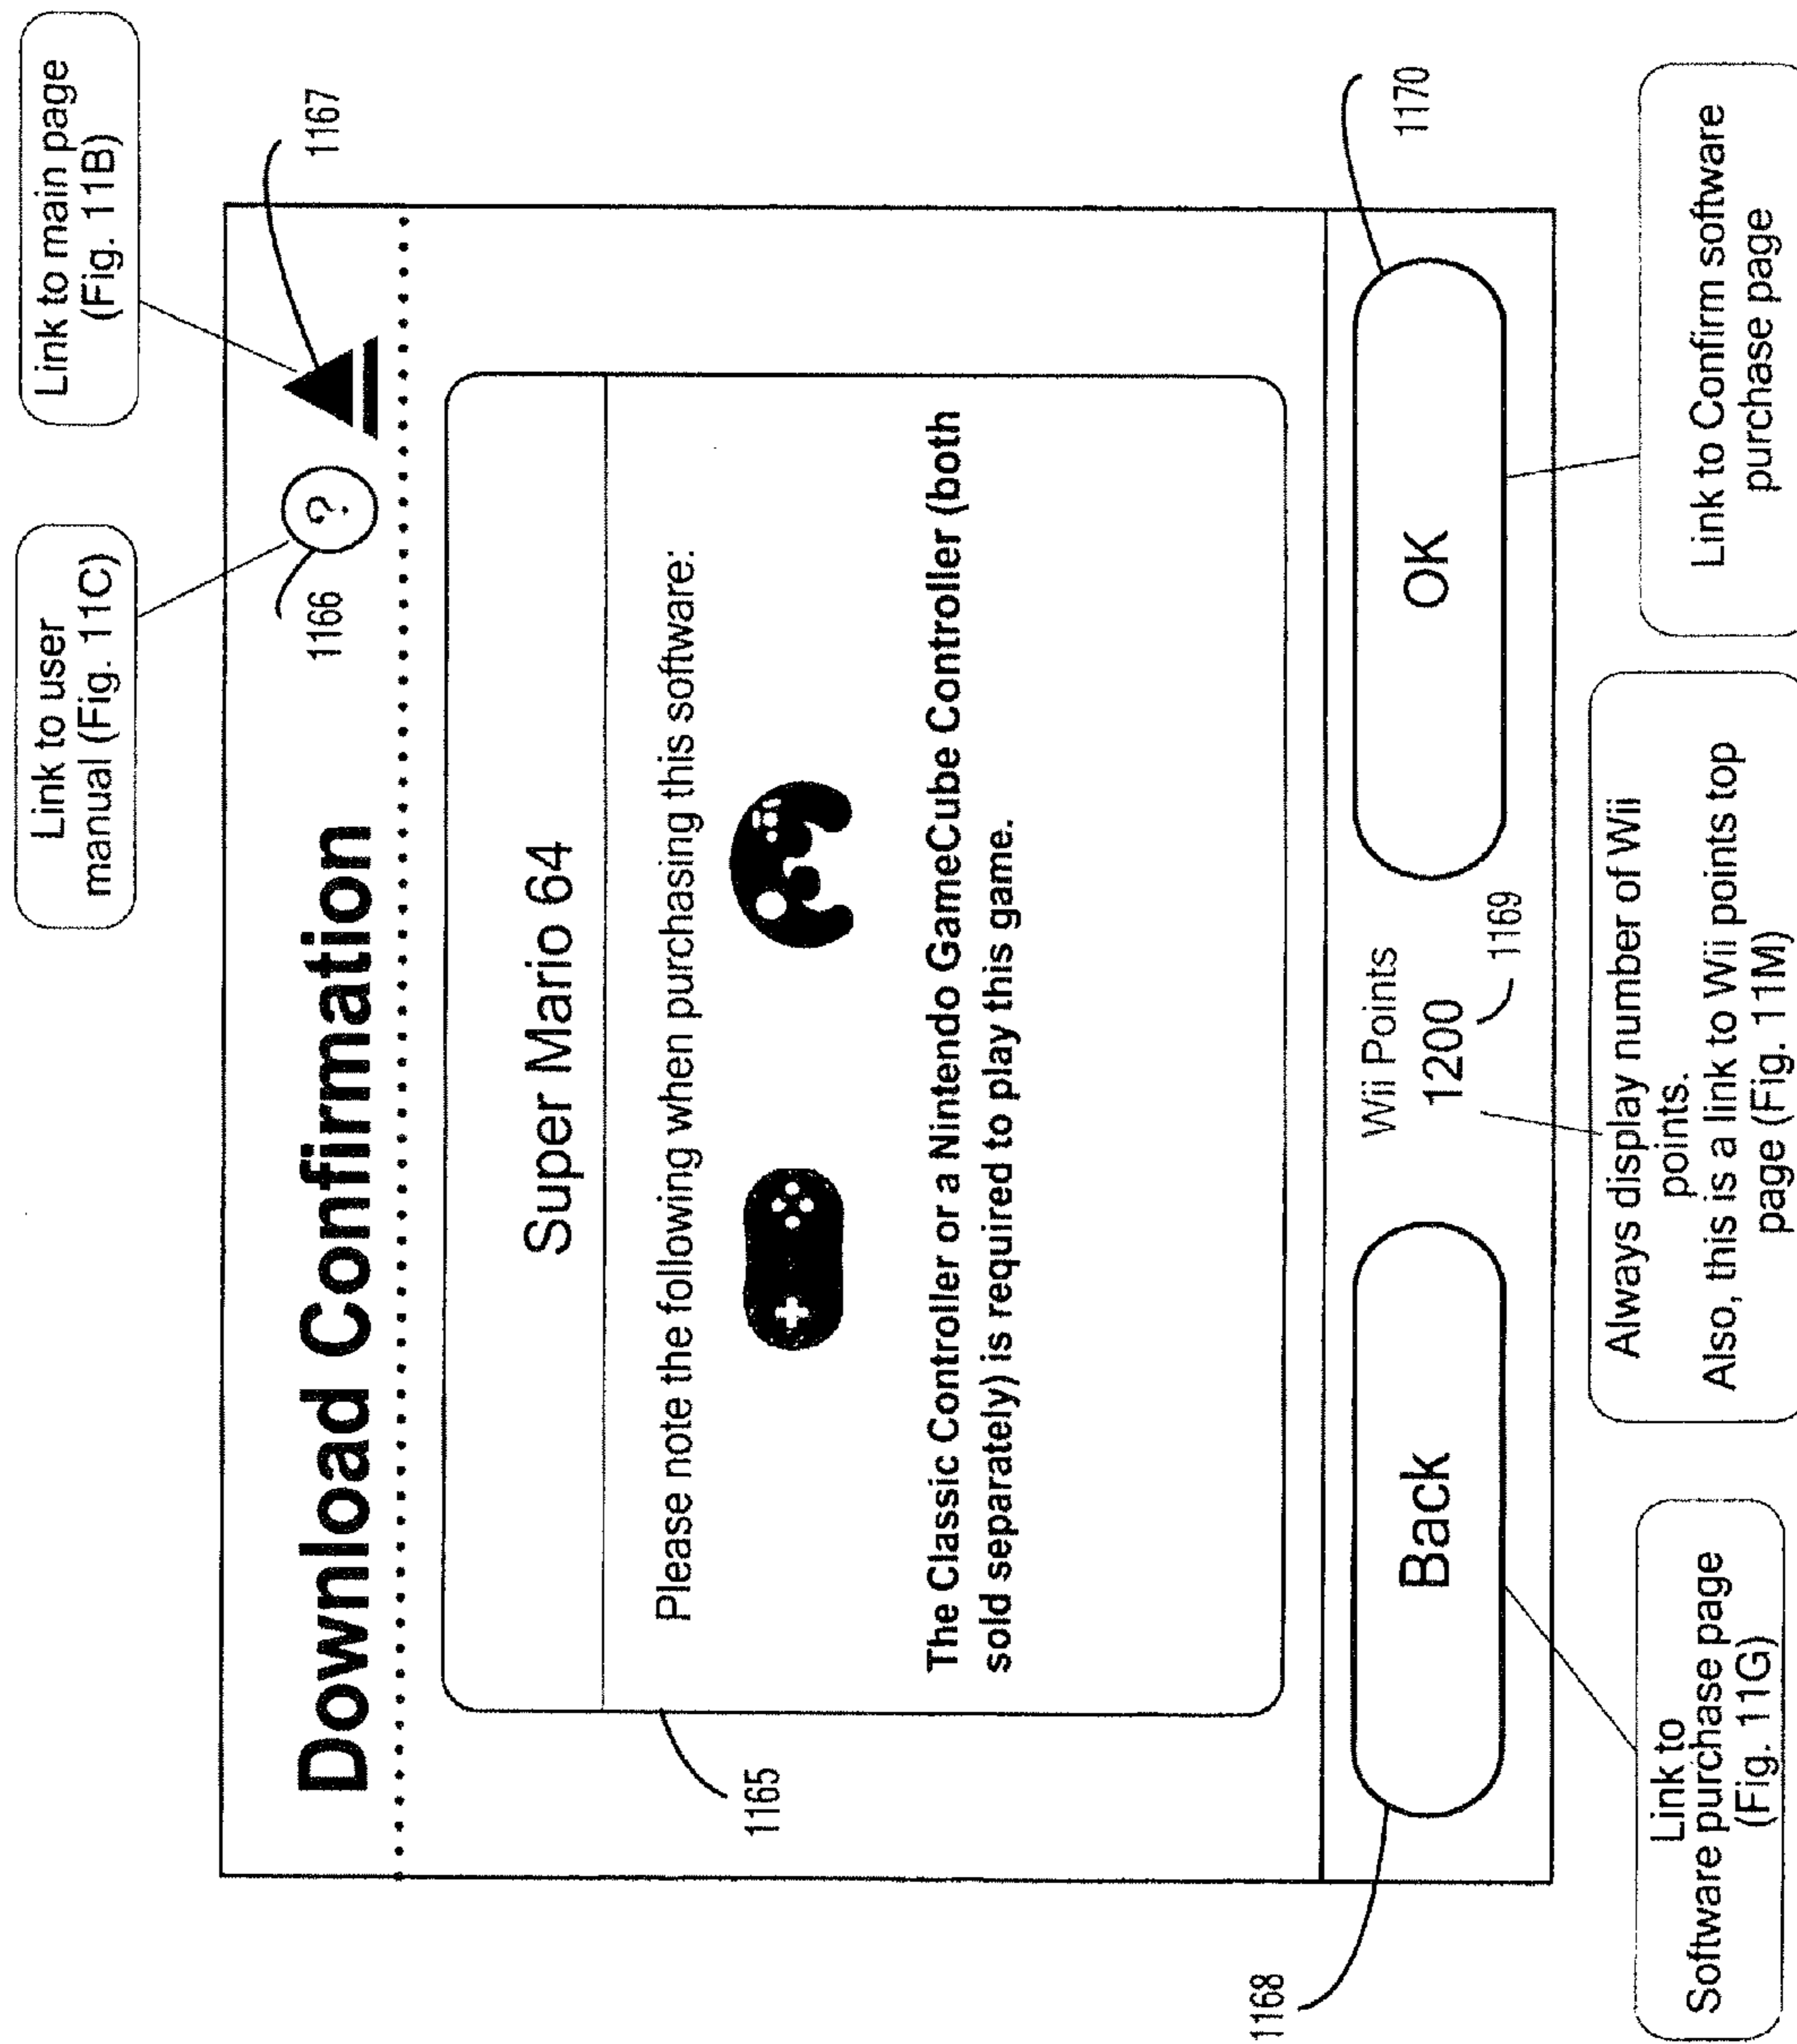 Link to user
manual (Fig. 11C)
Link to main page
(Fig. 11B)
Download Confirmation
1166
?
1167
Super Mario 64
1165
Please note the following when purchasing this software:
The Classic Controller or a Nintendo GameCube Controller (both
sold separately) is required to play this game.
1168
Back
Wii Points
1200
1169
OK
1170
Link to
Software purchase page
(Fig. 11G)
Always display number of Wii
points.
Also, this is a link to Wii points top
page (Fig. 11M)
Link to Confirm software
purchase page